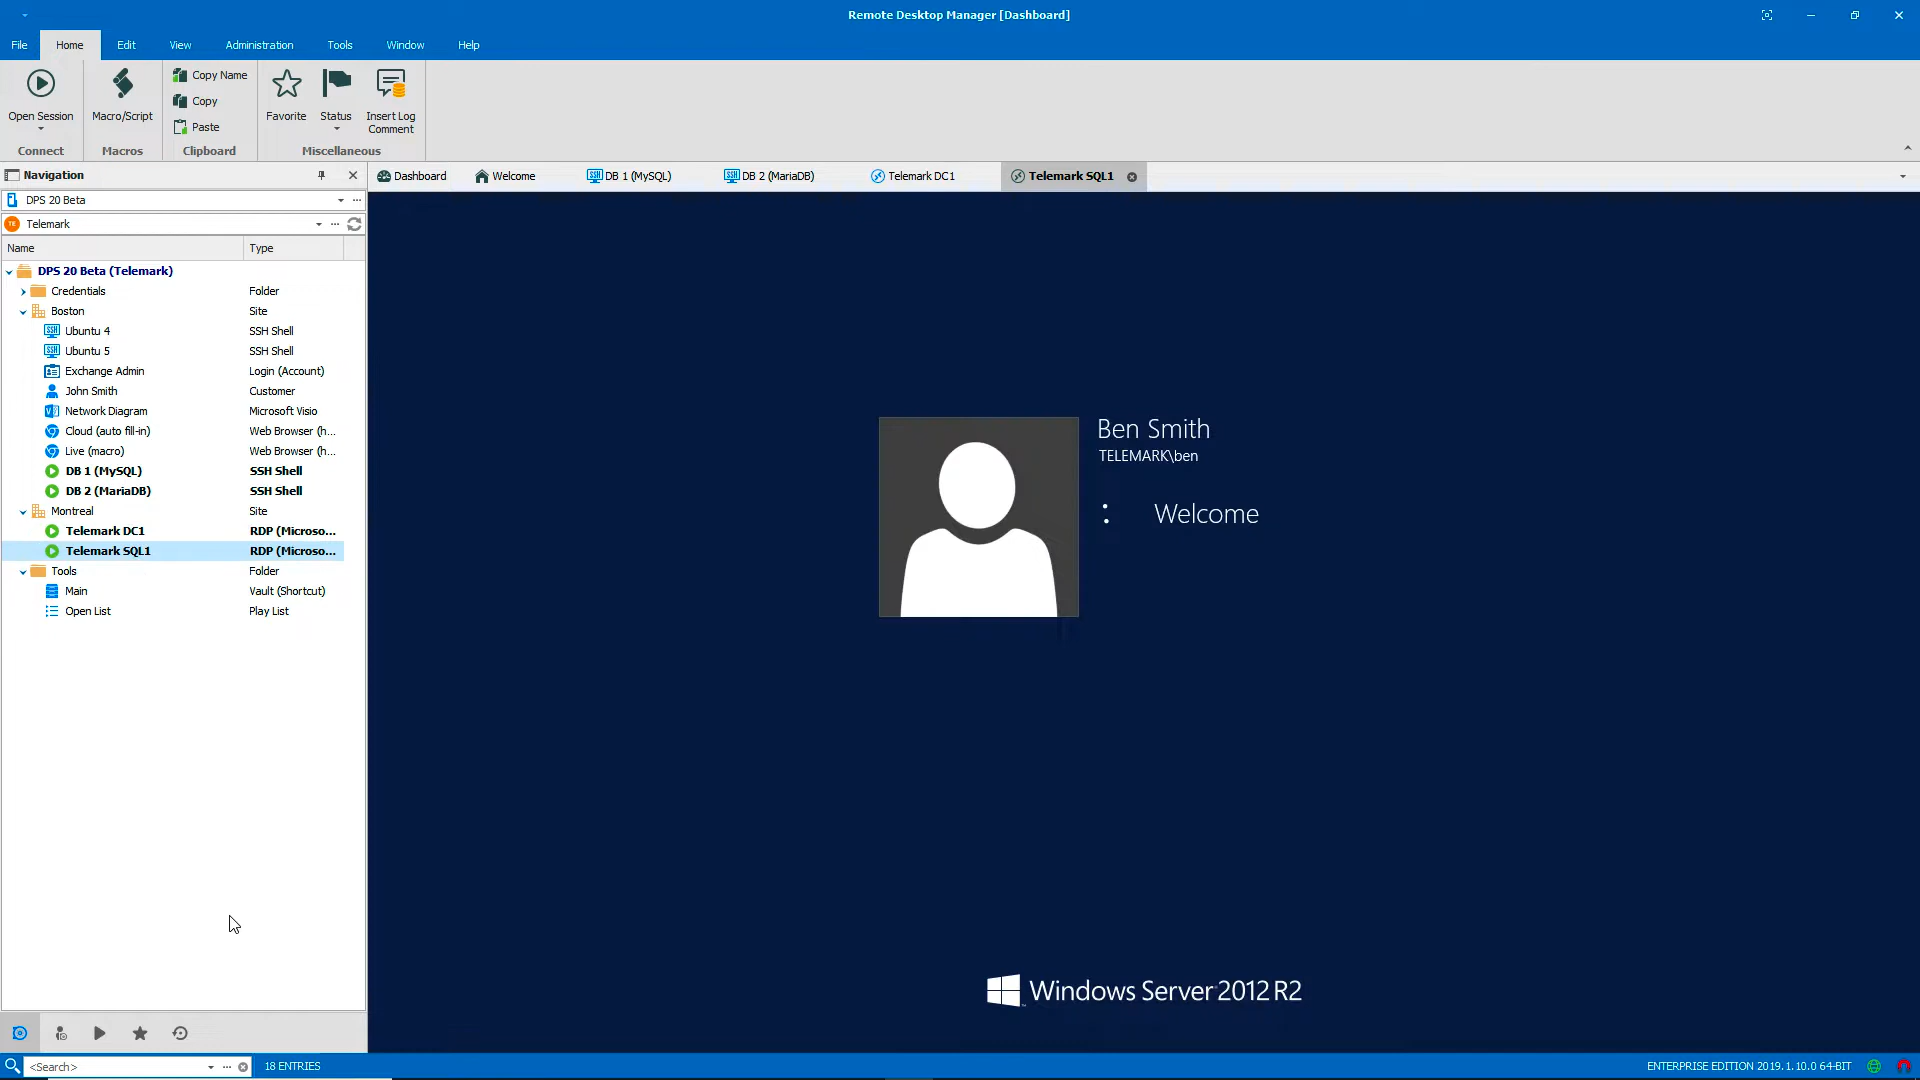 Remote Desktop Manager [Dashboard]
File Home Edit View Administration Tools Window Help
Open Session
Macro/Script
Copy Name
Copy
Paste
Favorite
Status
Insert Log
Comment
Connect Macros Clipboard Miscellaneous
Navigation
Dashboard Welcome DB 1 (MySQL) DB 2 (MariaDB) Telemark DC1 Telemark SQL1
DPS 20 Beta
TE Telemark
Name Type
DPS 20 Beta (Telemark)
Credentials Folder
Boston Site
Ubuntu 4 SSH Shell
Ubuntu 5 SSH Shell
Exchange Admin Login (Account)
John Smith Customer
Network Diagram Microsoft Visio
Cloud (auto fill-in) Web Browser (h...
Live (macro) Web Browser (h...
DB 1 (MySQL) SSH Shell
DB 2 (MariaDB) SSH Shell
Montreal Site
Telemark DC1 RDP (Microso...
Telemark SQL1 RDP (Microso...
Tools Folder
Main Vault (Shortcut)
Open List Play List
Ben Smith
TELEMARK\ben
Welcome
Windows Server 2012 R2
<Search> 18 ENTRIES
ENTERPRISE EDITION 2019.1.10.0 64-BIT